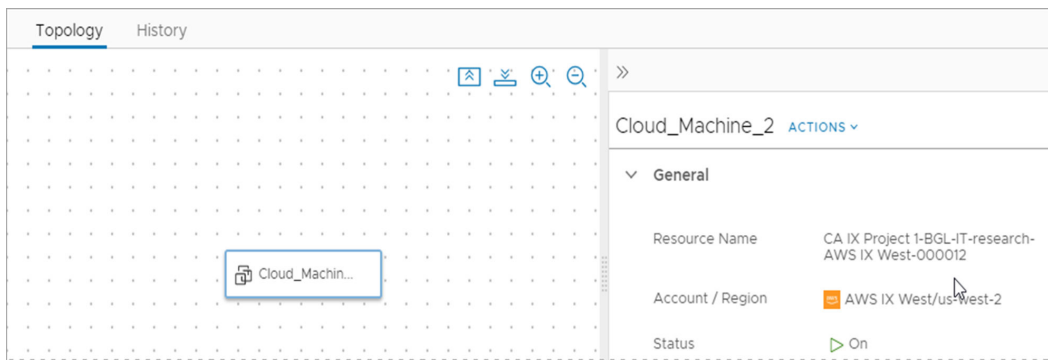 Topology History
Cloud_Machine_2 ACTIONS
General
Resource Name CA IX Project 1-BGL-IT-research-
AWS IX West-000012
Cloud_Machin...
Account / Region AWS IX West/us-west-2
Status On